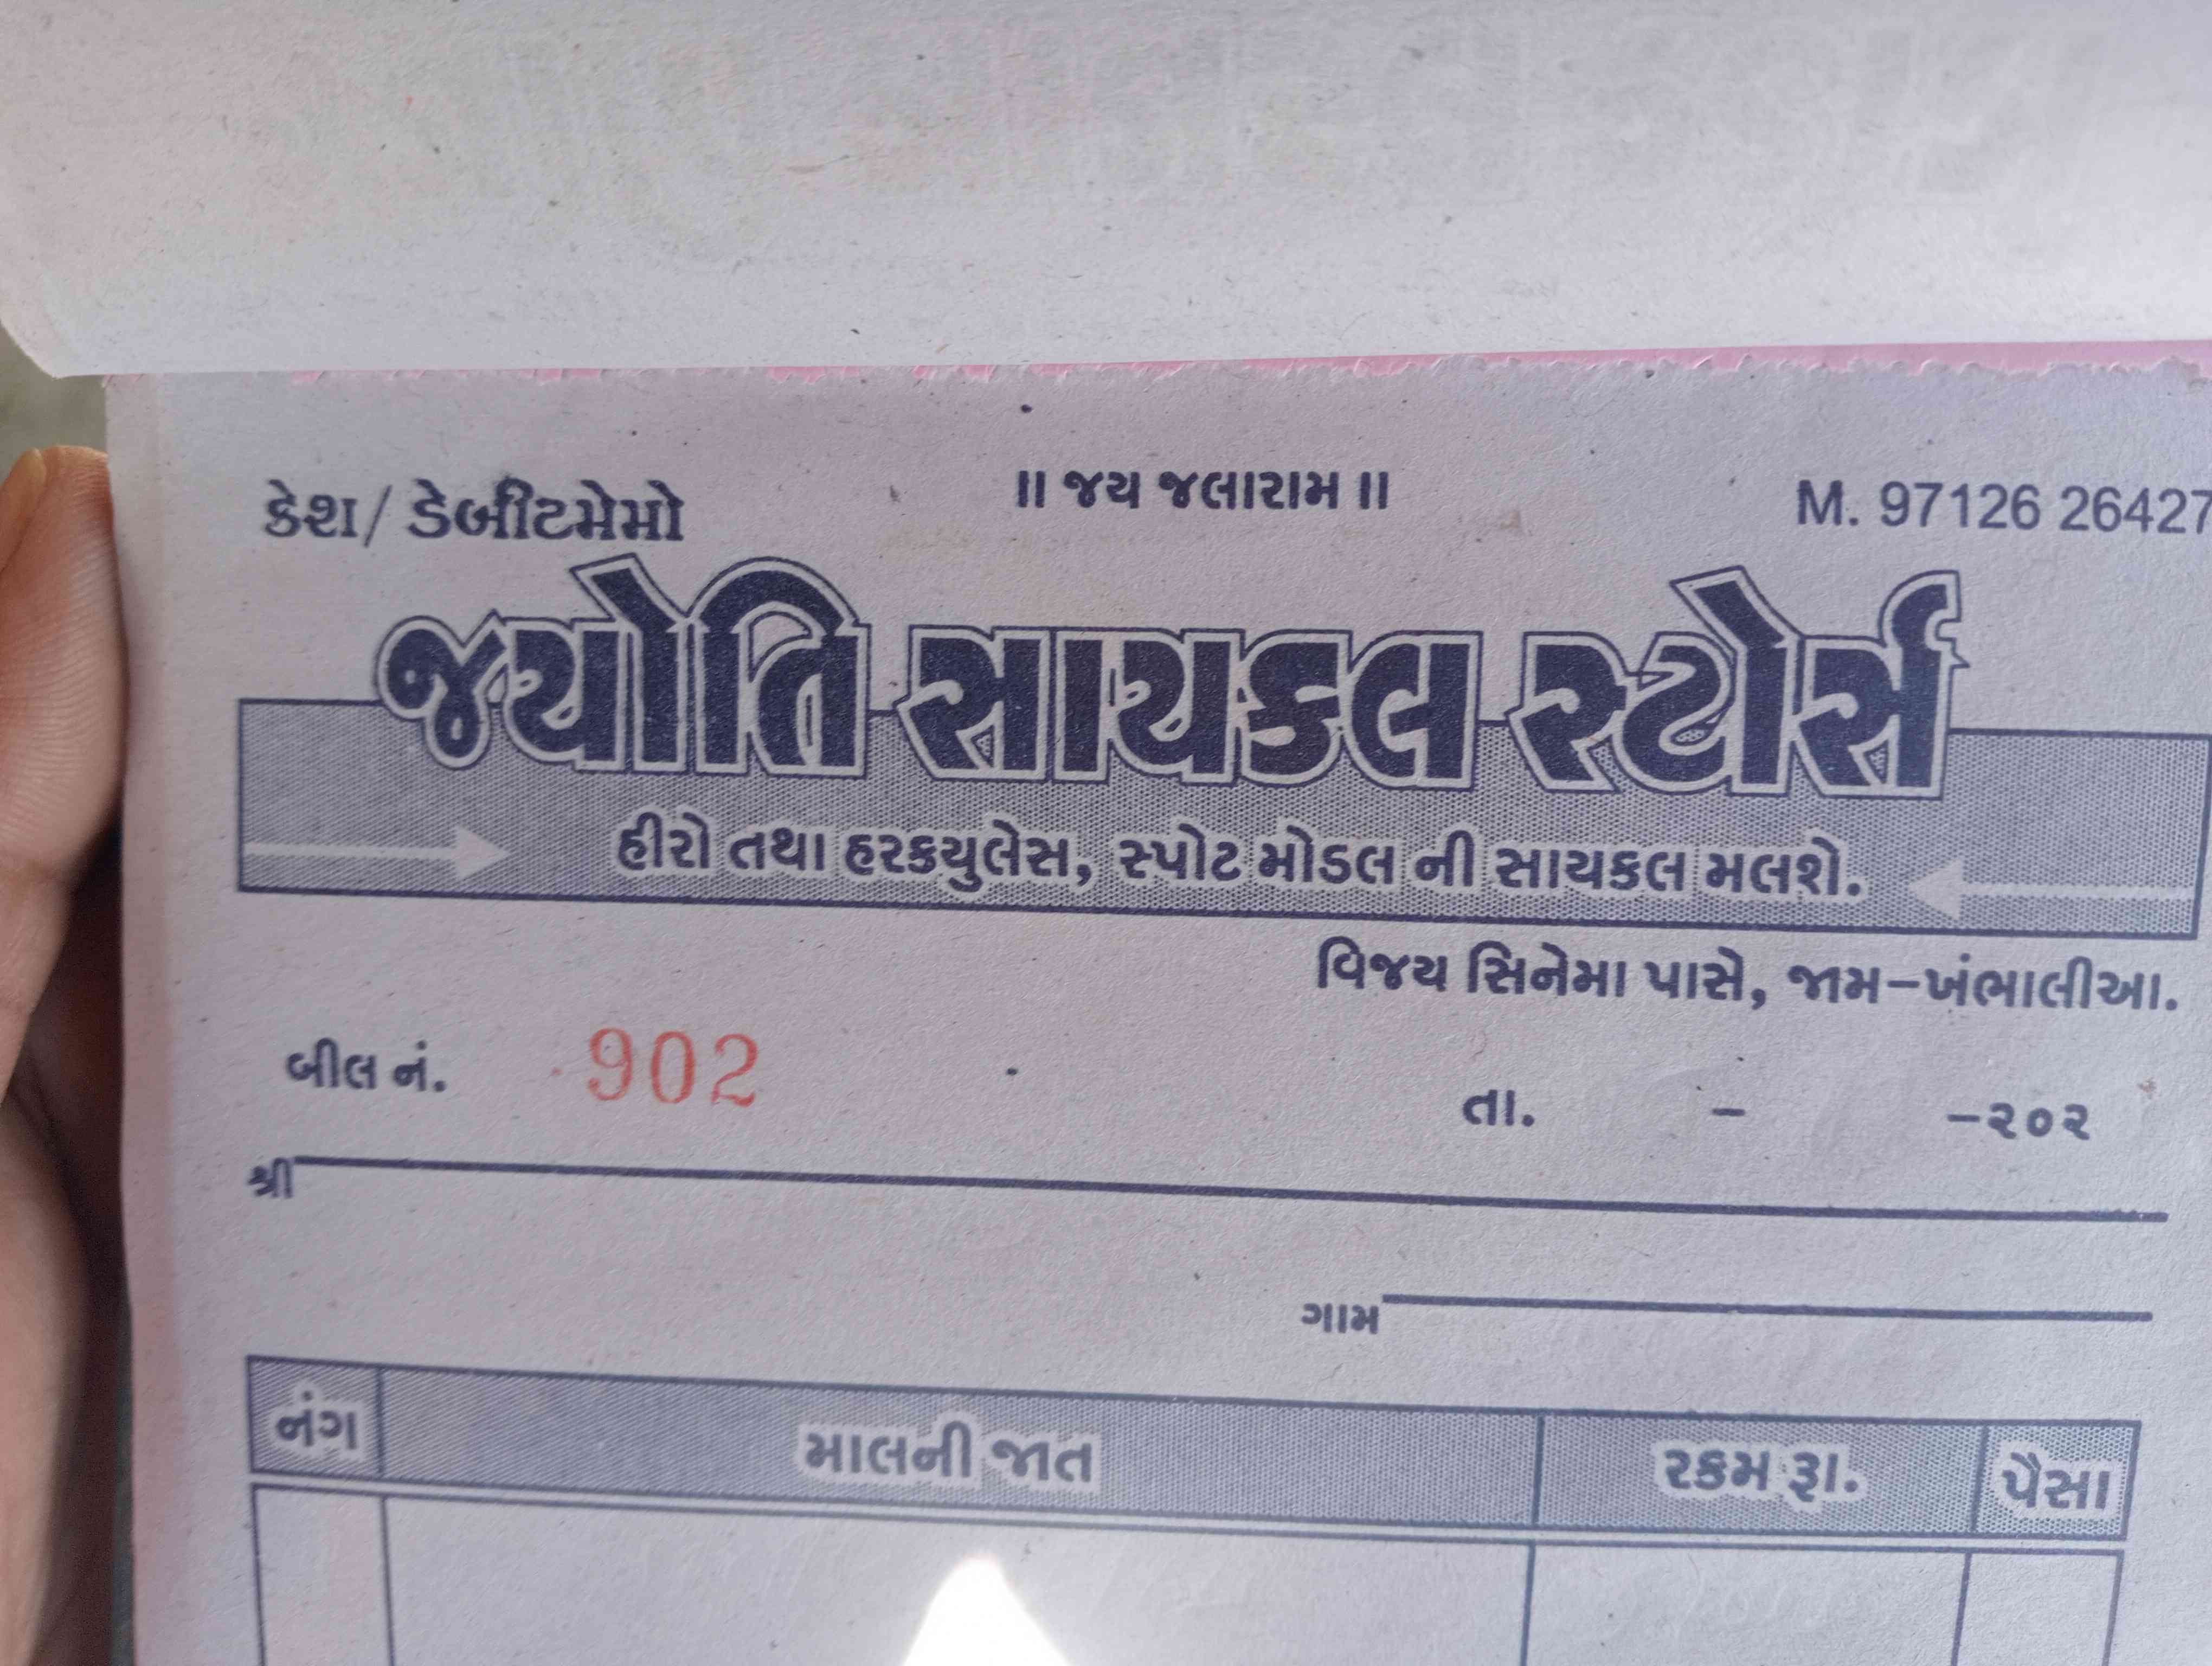 કેશ/ ડેબીટમેમો ॥ જય જલારામ ॥ M. 97126 26427
જ્યોતિ સાયકલ સ્ટોર્સ
હીરો તથા હરક્યુલેસ, સ્પોટ મોડલ ની સાયકલ મલશે.
વિજય સિનેમા પાસે, જામ-ખંભાલીઆ.
બીલ નં. 902 તા. - -૨૦૨
શ્રી
ગામ
નંગ માલની જાત રકમ રૂા. પૈસા